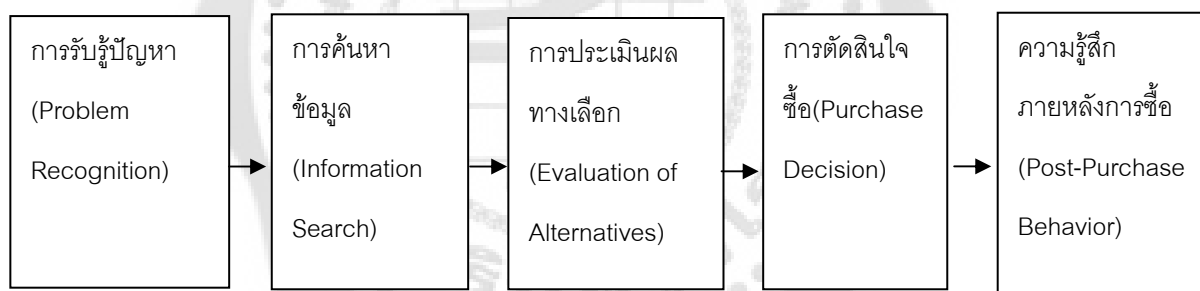 การรับรู้ปัญหา
(Problem
Recognition)
การค้นหา
ข้อมูล
(Information
Search)
การประเมินผล
ทางเลือก
(Evaluation of
Alternatives)
การตัดสินใจ
ซื้อ(Purchase
Decision)
ความรู้สึก
ภายหลังการซื้อ
(Post-Purchase
Behavior)